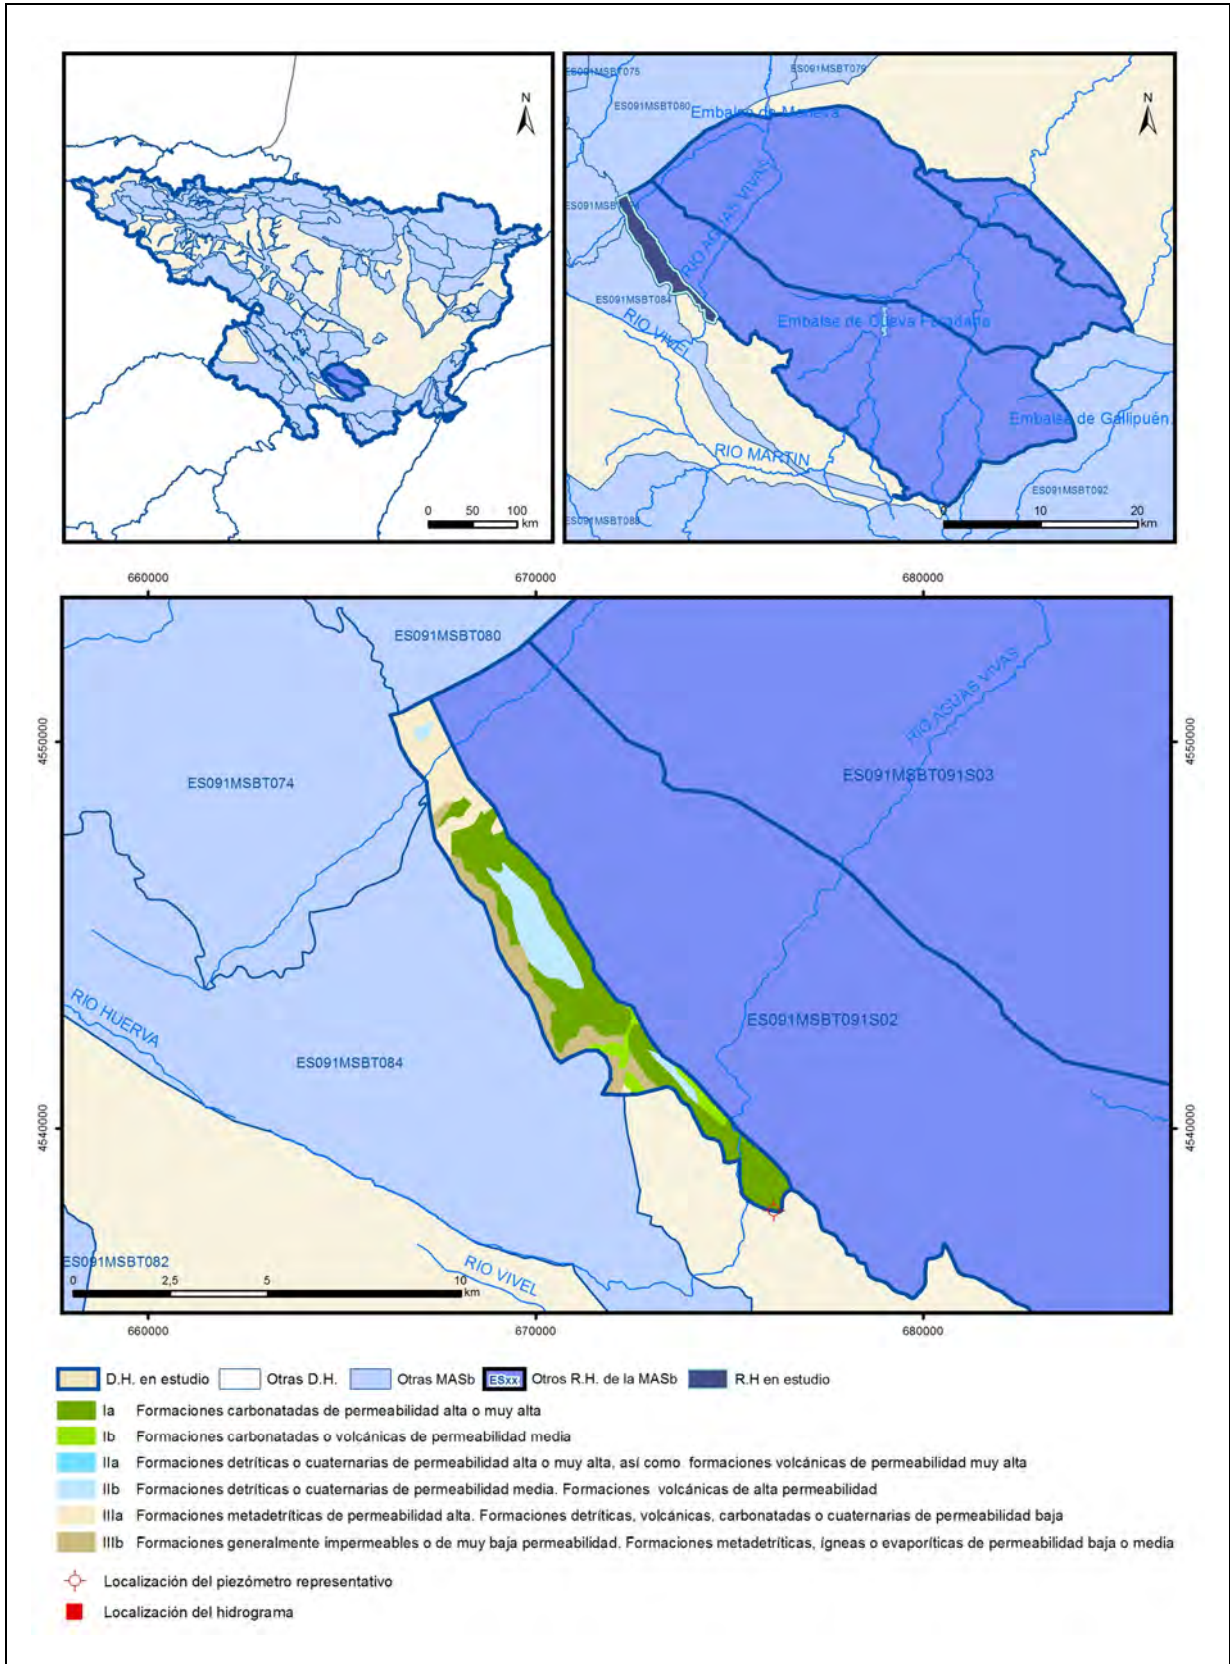 N
0 50 100
km
ES091MSBT075
ES091MSBT079
ES091MSBT080
Embalse de Moneva
N
RIO AGUAS VIVAS
ES091MSBT084
RIO VIVEL
Embalse de Cueva Foradada
Embalse de Gallipuén.
RIO MARTIN
ES091MSBT092
ES091MSBT088
0 10 20
km
660000 670000 680000
ES091MSBT080
RIO AGUAS VIVAS
4550000
4550000
ES091MSBT074
ES091MSBT091S03
RIO HUERVA
ES091MSBT091S02
ES091MSBT084
4540000
4540000
ES091MSBT082
RIO VIVEL
0 2,5 5 10
km
660000 670000 680000
D.H. en estudio Otras D.H. Otras MASb ESxx Otros R.H. de la MASb R.H en estudio
Ia Formaciones carbonatadas de permeabilidad alta o muy alta
Ib Formaciones carbonatadas o volcánicas de permeabilidad media
IIa Formaciones detríticas o cuaternarias de permeabilidad alta o muy alta, así como formaciones volcánicas de permeabilidad muy alta
IIb Formaciones detríticas o cuaternarias de permeabilidad media. Formaciones volcánicas de alta permeabilidad
IIIa Formaciones metadetríticas de permeabilidad alta. Formaciones detríticas, volcánicas, carbonatadas o cuaternarias de permeabilidad baja
IIIb Formaciones generalmente impermeables o de muy baja permeabilidad. Formaciones metadetríticas, ígneas o evaporíticas de permeabilidad baja o media
Localización del piezómetro representativo
Localización del hidrograma